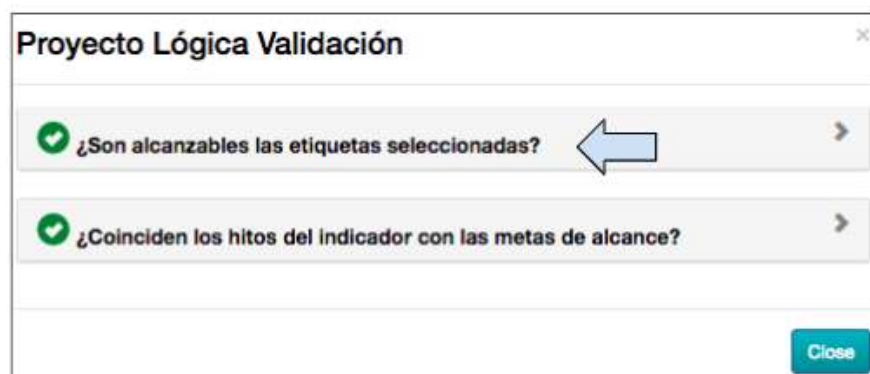 Proyecto Lógica Validación
¿Son alcanzables las etiquetas seleccionadas?
¿Coinciden los hitos del indicador con las metas de alcance?
Close